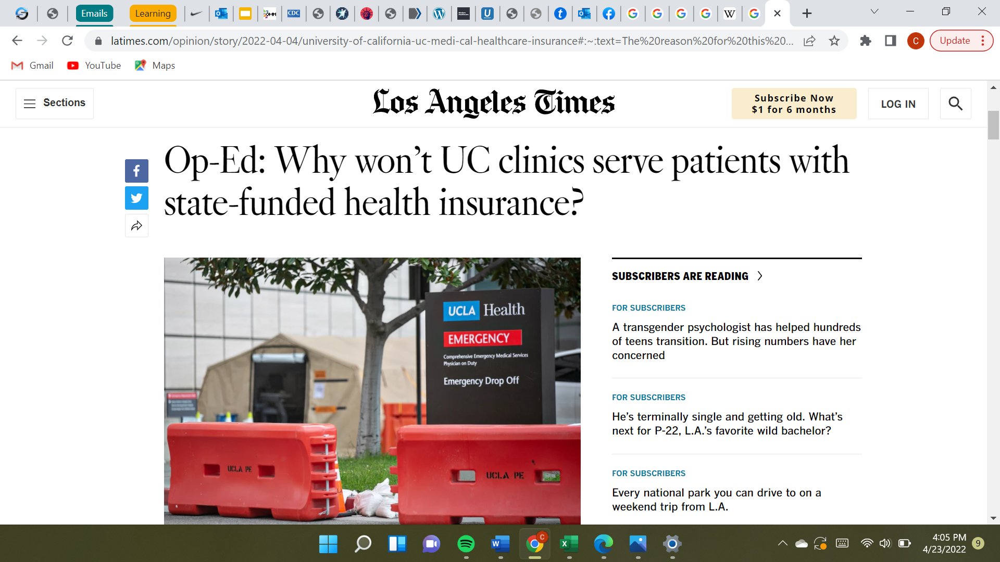 Emails
Learning
CDC
latimes.com/opinion/story/2022-04-04/university-of-california-uc-medi-cal-healthcare-insurance#:~:text=The%20reason%20for%20this%20...
C
Update
Gmail
YouTube
Maps
Sections
Los Angeles Times
Subscribe Now
$1 for 6 months
LOG IN
Op-Ed: Why won’t UC clinics serve patients with
state-funded health insurance?
SUBSCRIBERS ARE READING
FOR SUBSCRIBERS
A transgender psychologist has helped hundreds
of teens transition. But rising numbers have her
concerned
FOR SUBSCRIBERS
He’s terminally single and getting old. What’s
next for P-22, L.A.’s favorite wild bachelor?
FOR SUBSCRIBERS
Every national park you can drive to on a
weekend trip from L.A.
UCLA Health
EMERGENCY
Comprehensive Emergency Medical Services
Physician on Duty
Emergency Drop Off
UCLA PE
UCLA PE
4:05 PM
4/23/2022
9